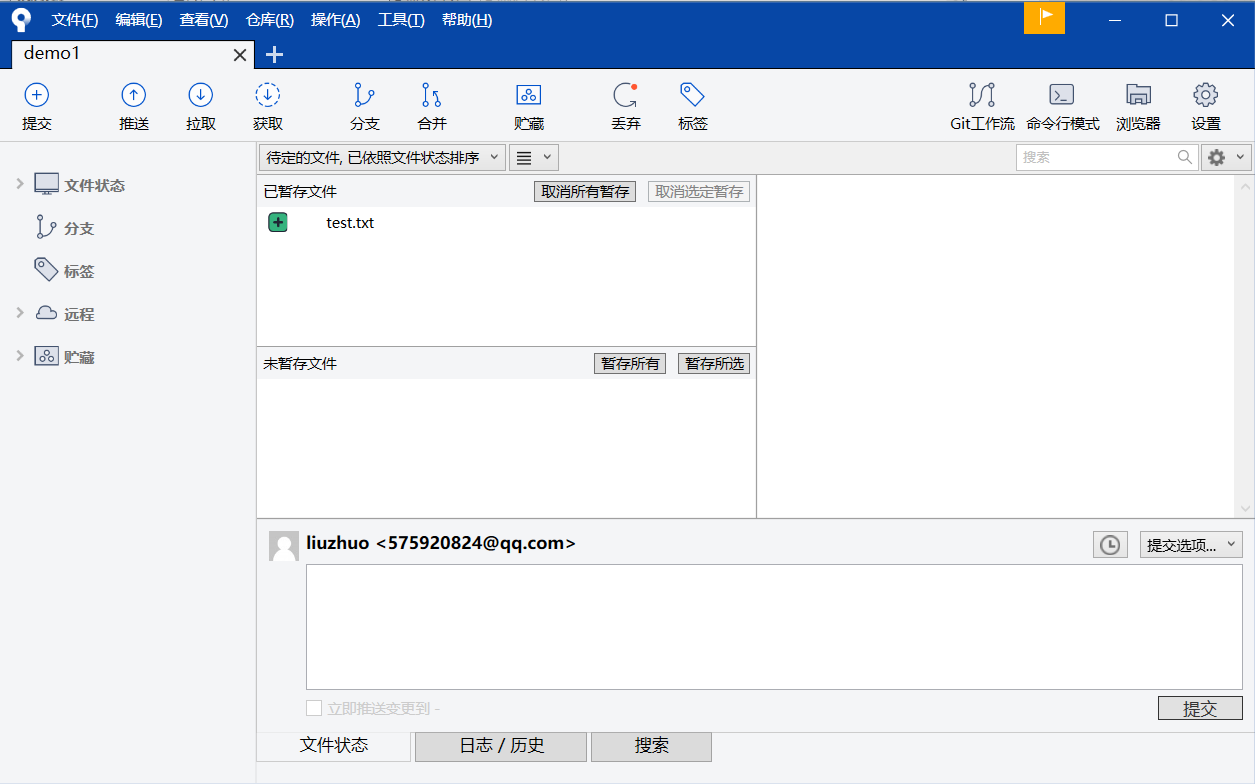 文件(F) 编辑(E) 查看(V) 仓库(R) 操作(A) 工具(T) 帮助(H)
demo1
提交 推送 拉取 获取 分支 合并 贮藏 丢弃 标签 Git工作流 命令行模式 浏览器 设置
待定的文件, 已依照文件状态排序 搜索
文件状态
分支
标签
远程
贮藏
已暂存文件 取消所有暂存 取消选定暂存
test.txt
未暂存文件 暂存所有 暂存所选
liuzhuo <575920824@qq.com> 提交选项...
立即推送变更到 -
提交
文件状态 日志 / 历史 搜索